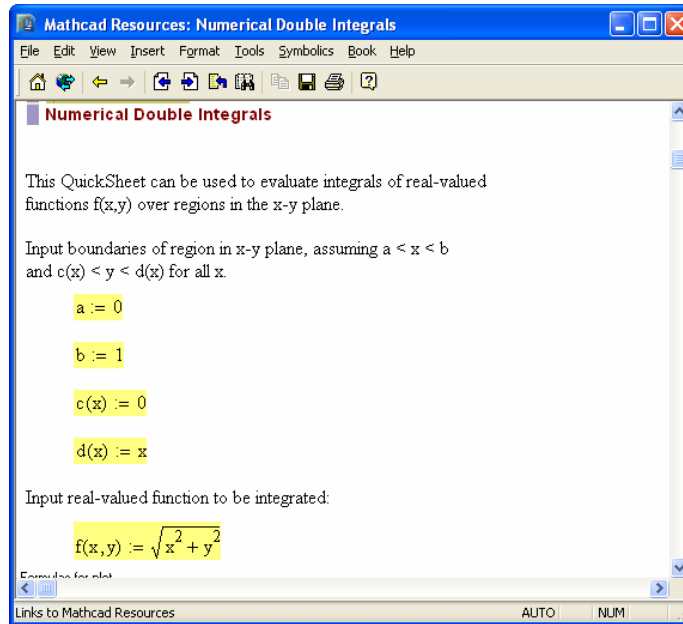 Mathcad Resources: Numerical Double Integrals
File Edit View Insert Format Tools Symbolics Book Help
Numerical Double Integrals
This QuickSheet can be used to evaluate integrals of real-valued
functions f(x,y) over regions in the x-y plane.
Input boundaries of region in x-y plane, assuming a < x < b
and c(x) < y < d(x) for all x.
a := 0
b := 1
c(x) := 0
d(x) := x
Input real-valued function to be integrated:
f(x,y) := √(x² + y²)
Formulas for plot
Links to Mathcad Resources AUTO NUM